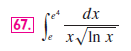 67. ∫_e^{e^4} dx / (x√(ln x))